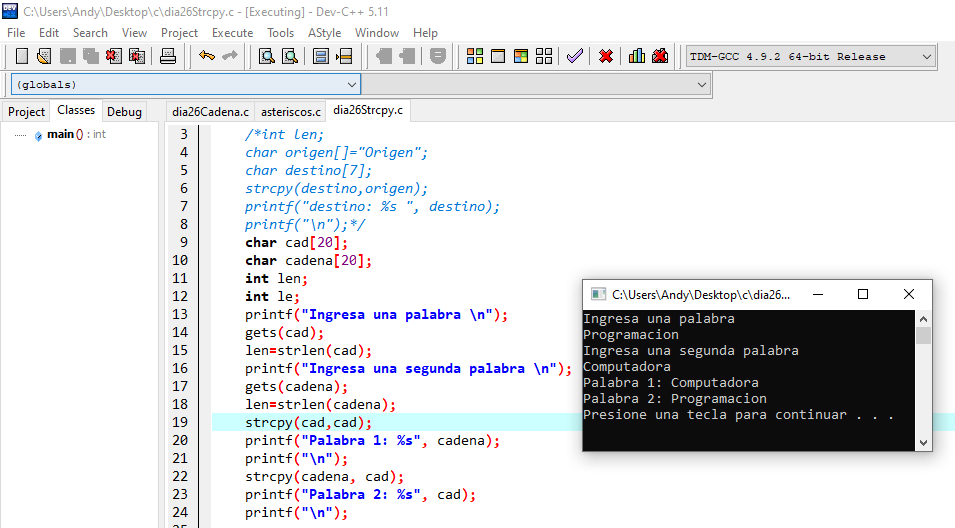 C:\Users\Andy\Desktop\c\dia26Strcpy.c - [Executing] - Dev-C++ 5.11
File Edit Search View Project Execute Tools AStyle Window Help
TDM-GCC 4.9.2 64-bit Release
(globals)
Project Classes Debug
main() : int
dia26Cadena.c asteriscos.c dia26Strcpy.c
3 /*int len;
4 char origen[]="Origen";
5 char destino[7];
6 strcpy(destino,origen);
7 printf("destino: %s ", destino);
8 printf("\n");*/
9 char cad[20];
10 char cadena[20];
11 int len;
12 int le;
13 printf("Ingresa una palabra \n");
14 gets(cad);
15 len=strlen(cad);
16 printf("Ingresa una segunda palabra \n");
17 gets(cadena);
18 len=strlen(cadena);
19 strcpy(cad,cad);
20 printf("Palabra 1: %s", cadena);
21 printf("\n");
22 strcpy(cadena, cad);
23 printf("Palabra 2: %s", cad);
24 printf("\n");
C:\Users\Andy\Desktop\c\dia26...
Ingresa una palabra
Programacion
Ingresa una segunda palabra
Computadora
Palabra 1: Computadora
Palabra 2: Programacion
Presione una tecla para continuar . . .